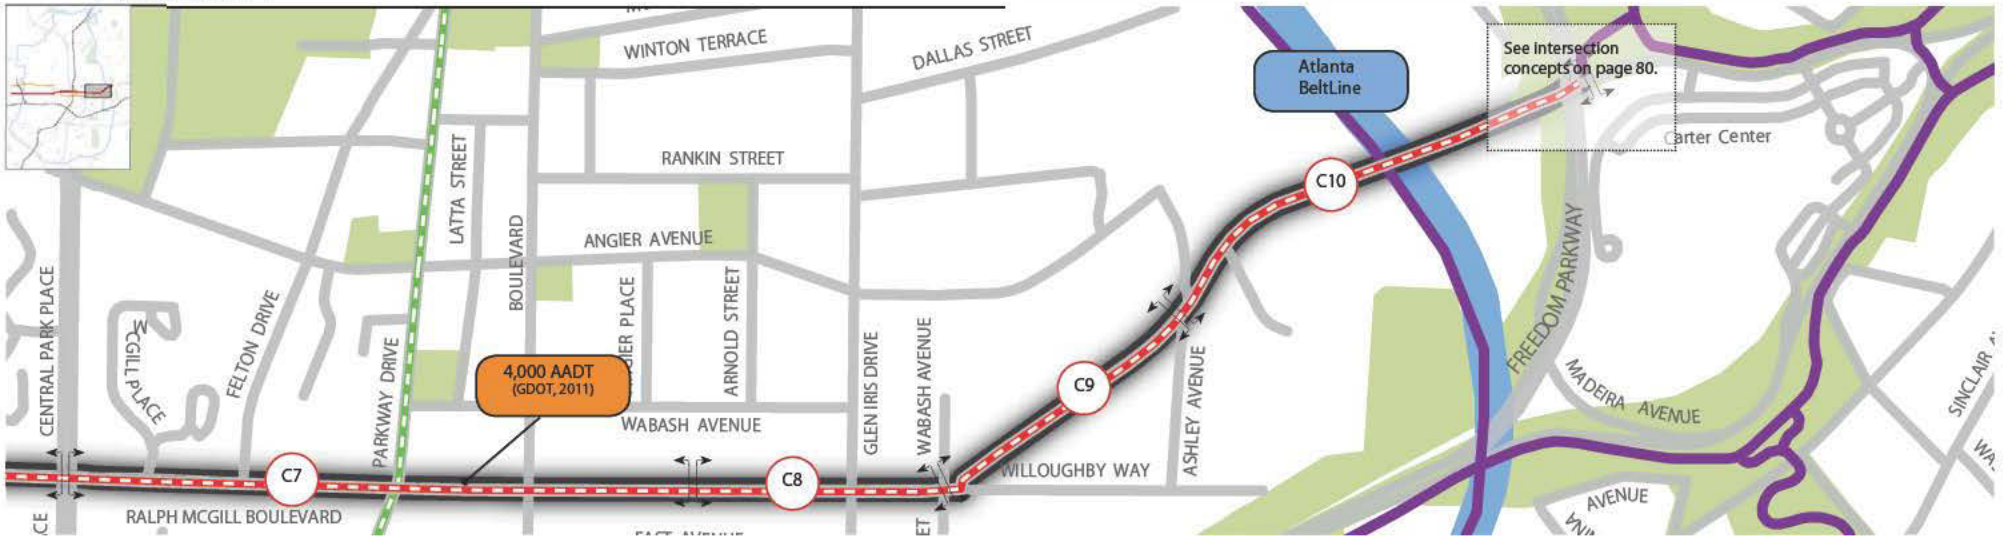 WINTON TERRACE
DALLAS STREET
See intersection
concepts on page 80.
Atlanta
BeltLine
Carter Center
RANKIN STREET
LATTA STREET
C10
ANGIER AVENUE
BOULEVARD
FREEDOM PARKWAY
CENTRAL PARK PLACE
MCGILL PLACE
FELTON DRIVE
PARKWAY DRIVE
4,000 AADT
(GDOT, 2011)
PLACE
ARNOLD STREET
GLEN IRIS DRIVE
WABASH AVENUE
C9
ASHLEY AVENUE
MADEIRA AVENUE
SINCLAIR
WABASH AVENUE
C7
C8
WILLOUGHBY WAY
RALPH MCGILL BOULEVARD
AVENUE